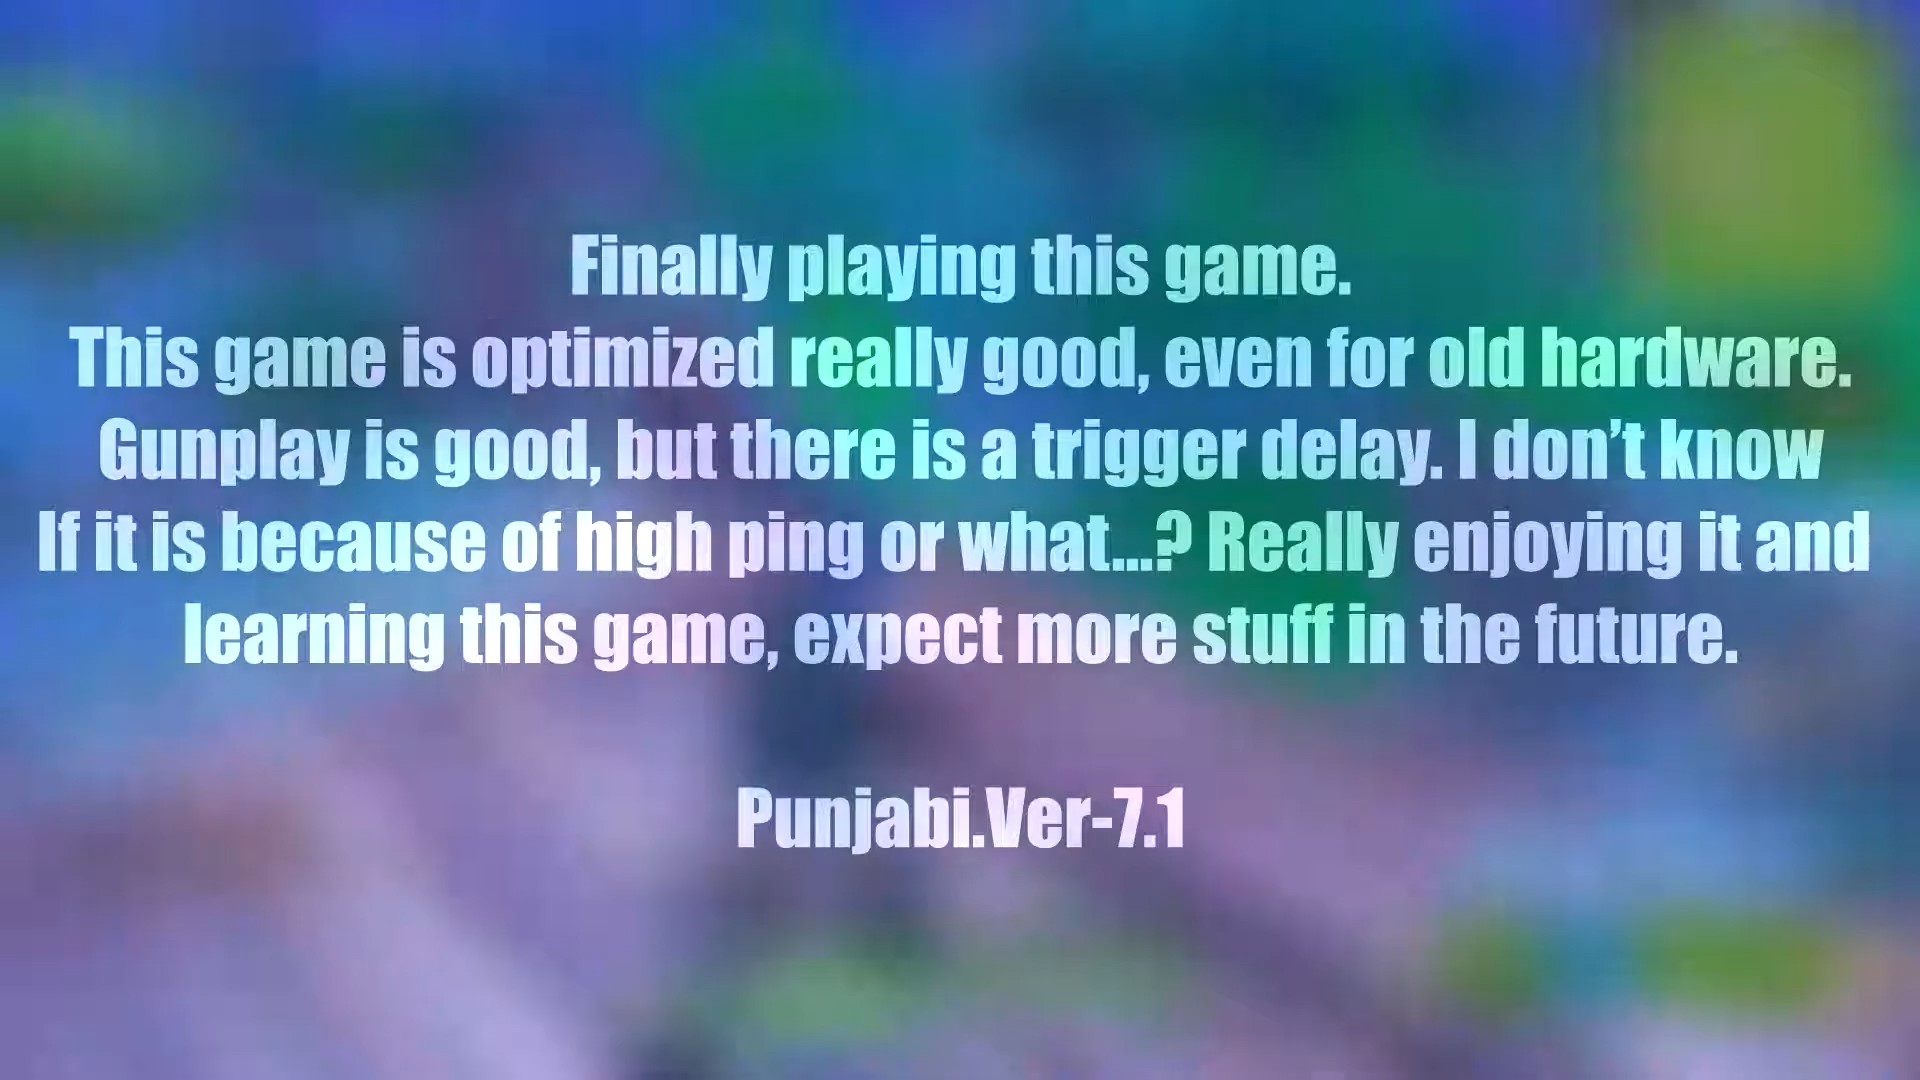 Finally playing this game.
This game is optimized really good, even for old hardware.
Gunplay is good, but there is a trigger delay. I don’t know
If it is because of high ping or what...? Really enjoying it and
learning this game, expect more stuff in the future.
Punjabi.Ver-7.1